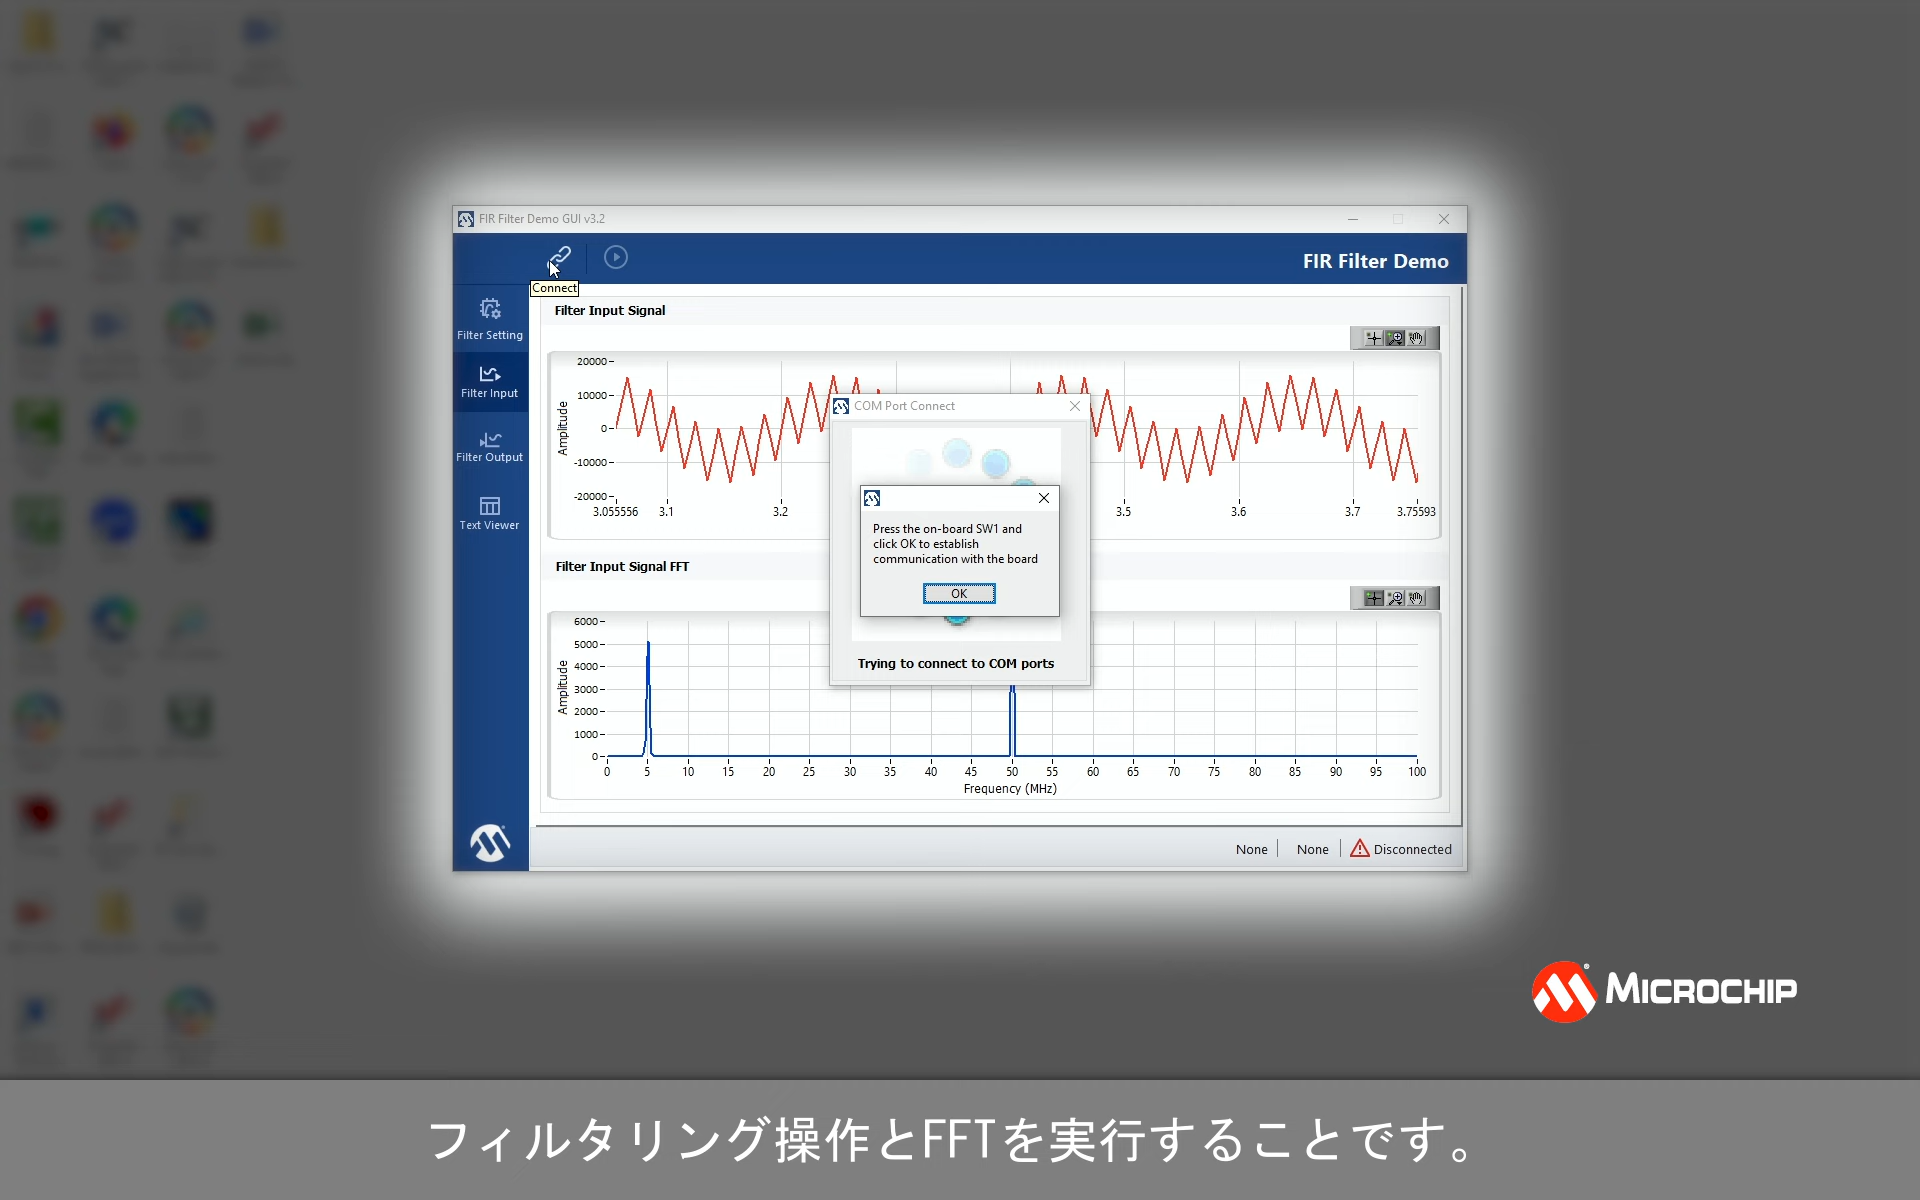 FIR Filter Demo GUI v3.2
FIR Filter Demo
Connect
Filter Setting
Filter Input
Filter Output
Text Viewer
Filter Input Signal
Amplitude
20000
10000
0
-10000
-20000
3.055556 3.1 3.2 3.5 3.6 3.7 3.75593
COM Port Connect
Press the on-board SW1 and
click OK to establish
communication with the board
OK
Trying to connect to COM ports
Filter Input Signal FFT
Amplitude
6000
5000
4000
3000
2000
1000
0
0 5 10 15 20 25 30 35 40 45 50 55 60 65 70 75 80 85 90 95 100
Frequency (MHz)
None None Disconnected
MICROCHIP
フィルタリング操作とFFTを実行することです。